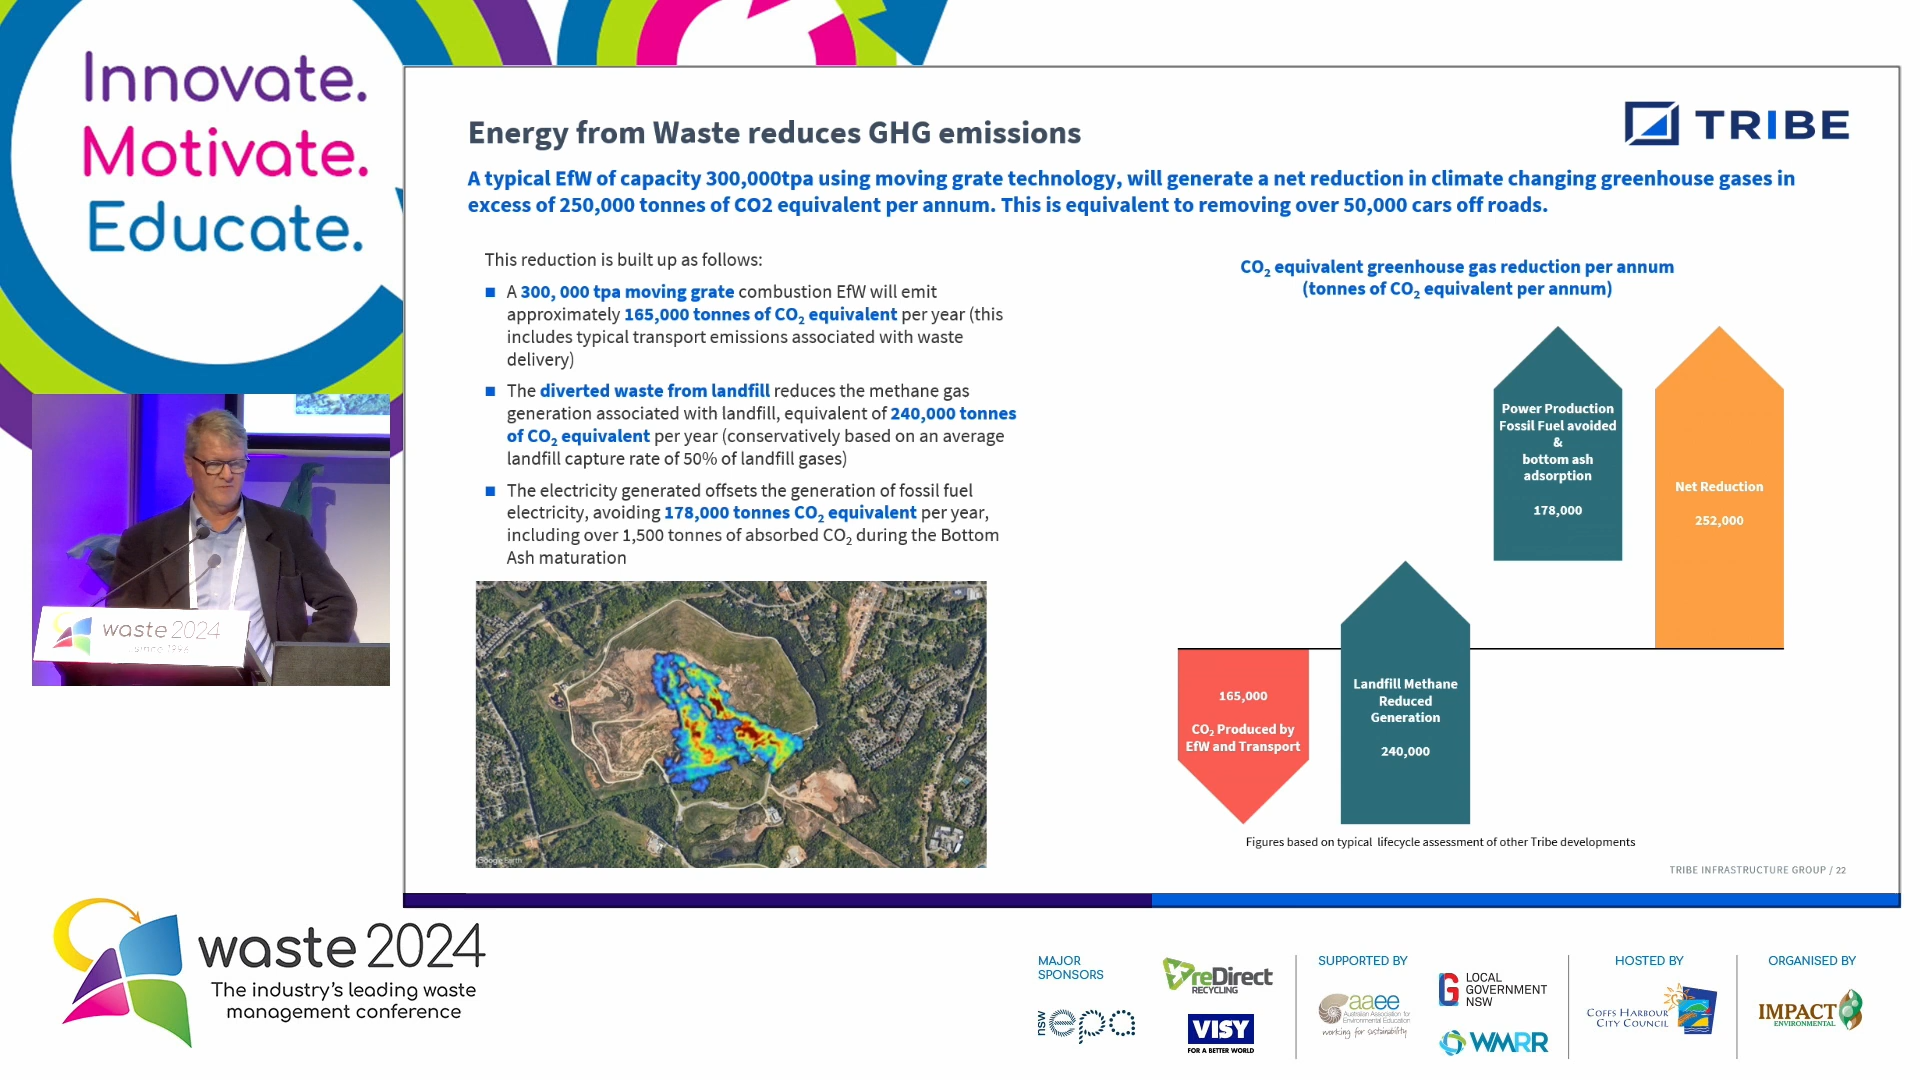 Innovate.
Motivate.
Educate.
TRIBE
Energy from Waste reduces GHG emissions
A typical EfW of capacity 300,000tpa using moving grate technology, will generate a net reduction in climate changing greenhouse gases in
excess of 250,000 tonnes of CO2 equivalent per annum. This is equivalent to removing over 50,000 cars off roads.
This reduction is built up as follows:
■ A 300, 000 tpa moving grate combustion EfW will emit
approximately 165,000 tonnes of CO₂ equivalent per year (this
includes typical transport emissions associated with waste
delivery)
■ The diverted waste from landfill reduces the methane gas
generation associated with landfill, equivalent of 240,000 tonnes
of CO₂ equivalent per year (conservatively based on an average
landfill capture rate of 50% of landfill gases)
■ The electricity generated offsets the generation of fossil fuel
electricity, avoiding 178,000 tonnes CO₂ equivalent per year,
including over 1,500 tonnes of absorbed CO₂ during the Bottom
Ash maturation
Google Earth
CO₂ equivalent greenhouse gas reduction per annum
(tonnes of CO₂ equivalent per annum)
165,000
CO₂ Produced by
EfW and Transport
Landfill Methane
Reduced
Generation
240,000
Power Production
Fossil Fuel avoided
&
bottom ash
adsorption
178,000
Net Reduction
252,000
Figures based on typical lifecycle assessment of other Tribe developments
TRIBE INFRASTRUCTURE GROUP / 22
waste 2024
since 1996
waste 2024
The industry's leading waste
management conference
MAJOR
SPONSORS
nsw epa
reDirect
RECYCLING
VISY
FOR A BETTER WORLD
SUPPORTED BY
aaee
Australian Association for
Environmental Education
working for sustainability
LOCAL
GOVERNMENT
NSW
WMRR
HOSTED BY
COFFS HARBOUR
CITY COUNCIL
ORGANISED BY
IMPACT
ENVIRONMENTAL